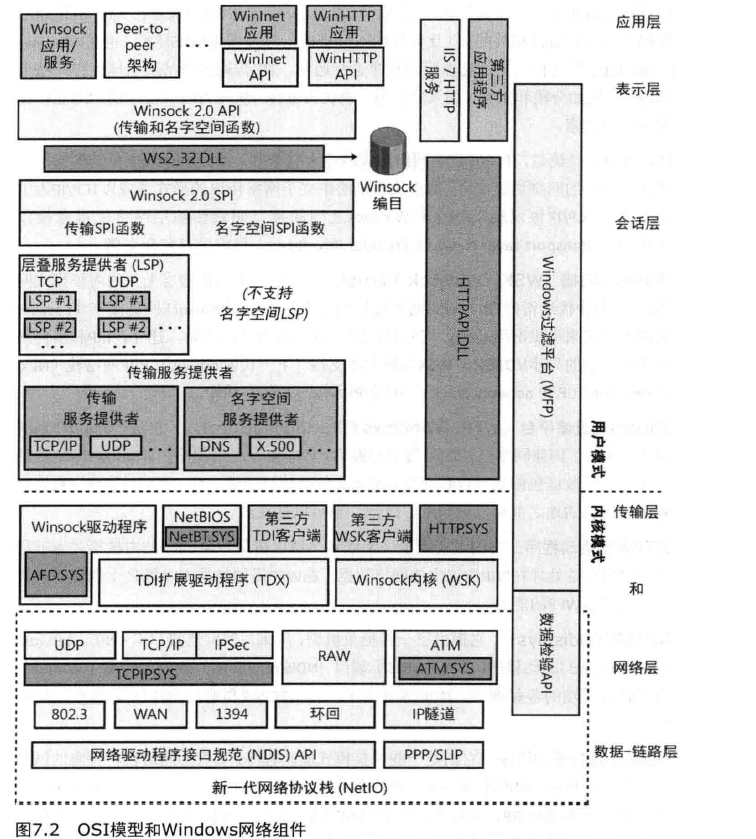 Winsock
应用/
服务
Peer-to-
peer
架构
...
WinInet
应用
WinInet
API
WinHTTP
应用
WinHTTP
API
IIS 7 HTTP
服务
第三方
应用程序
应用层
表示层
Winsock 2.0 API
(传输和名字空间函数)
WS2_32.DLL
Winsock
编目
Winsock 2.0 SPI
传输SPI函数
名字空间SPI函数
会话层
层叠服务提供者 (LSP)
TCP
UDP
LSP #1
LSP #1
LSP #2
LSP #2
(不支持
名字空间LSP)
HTTPAPI.DLL
Windows过滤平台 (WFP)
传输服务提供者
传输
服务提供者
TCP/IP
UDP
名字空间
服务提供者
DNS
X.500
用户模式
内核模式
传输层
Winsock驱动程序
AFD.SYS
NetBIOS
NetBT.SYS
第三方
TDI客户端
第三方
WSK客户端
HTTP.SYS
TDI扩展驱动程序 (TDX)
Winsock内核 (WSK)
和
数据检验API
UDP
TCP/IP
IPSec
RAW
ATM
TCPIP.SYS
ATM.SYS
网络层
802.3
WAN
1394
环回
IP隧道
网络驱动程序接口规范 (NDIS) API
PPP/SLIP
数据-链路层
新一代网络协议栈 (NetIO)
图7.2 OSI模型和Windows网络组件